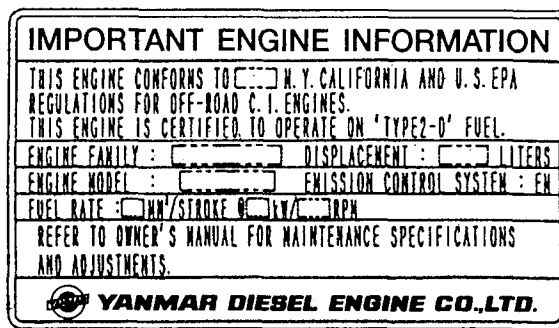 IMPORTANT ENGINE INFORMATION
THIS ENGINE CONFORMS TO M.Y. CALIFORNIA AND U.S. EPA
REGULATIONS FOR OFF-ROAD C.I. ENGINES.
THIS ENGINE IS CERTIFIED TO OPERATE ON 'TYPE2-D' FUEL.
ENGINE FAMILY : DISPLACEMENT : LITERS
ENGINE MODEL : EMISSION CONTROL SYSTEM : EM
FUEL RATE : MM³/STROKE @ kW/ RPM
REFER TO OWNER'S MANUAL FOR MAINTENANCE SPECIFICATIONS
AND ADJUSTMENTS.
YANMAR DIESEL ENGINE CO.,LTD.